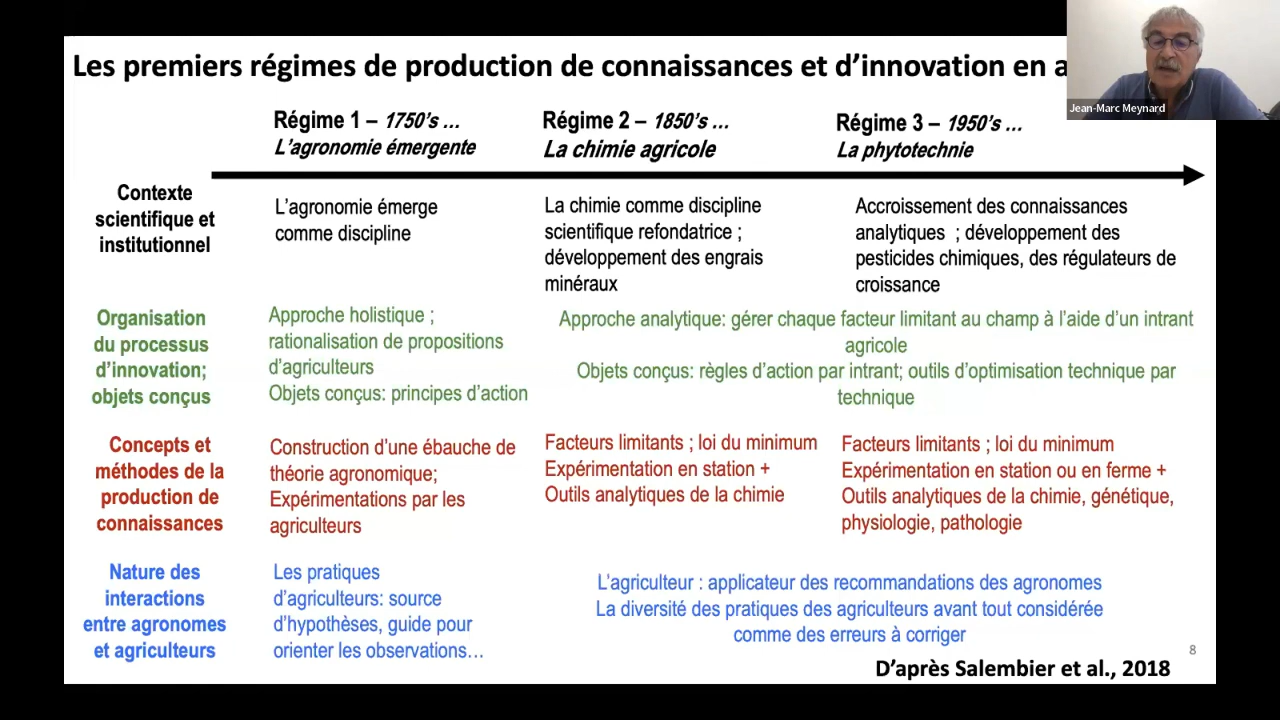 Les premiers régimes de production de connaissances et d'innovation en a
Jean-Marc Meynard
Régime 1 – 1750's ...
L'agronomie émergente
Régime 2 – 1850's ...
La chimie agricole
Régime 3 – 1950's ...
La phytotechnie
Contexte
scientifique et
institutionnel
L'agronomie émerge
comme discipline
La chimie comme discipline
scientifique refondatrice ;
développement des engrais
minéraux
Accroissement des connaissances
analytiques ; développement des
pesticides chimiques, des régulateurs de
croissance
Organisation
du processus
d'innovation;
objets conçus
Approche holistique ;
rationalisation de propositions
d'agriculteurs
Objets conçus: principes d'action
Approche analytique: gérer chaque facteur limitant au champ à l'aide d'un intrant
agricole
Objets conçus: règles d'action par intrant; outils d'optimisation technique par
technique
Concepts et
méthodes de la
production de
connaissances
Construction d'une ébauche de
théorie agronomique;
Expérimentations par les
agriculteurs
Facteurs limitants ; loi du minimum
Expérimentation en station +
Outils analytiques de la chimie
Facteurs limitants ; loi du minimum
Expérimentation en station ou en ferme +
Outils analytiques de la chimie, génétique,
physiologie, pathologie
Nature des
interactions
entre agronomes
et agriculteurs
Les pratiques
d'agriculteurs: source
d'hypothèses, guide pour
orienter les observations...
L'agriculteur : applicateur des recommandations des agronomes
La diversité des pratiques des agriculteurs avant tout considérée
comme des erreurs à corriger
8
D'après Salembier et al., 2018